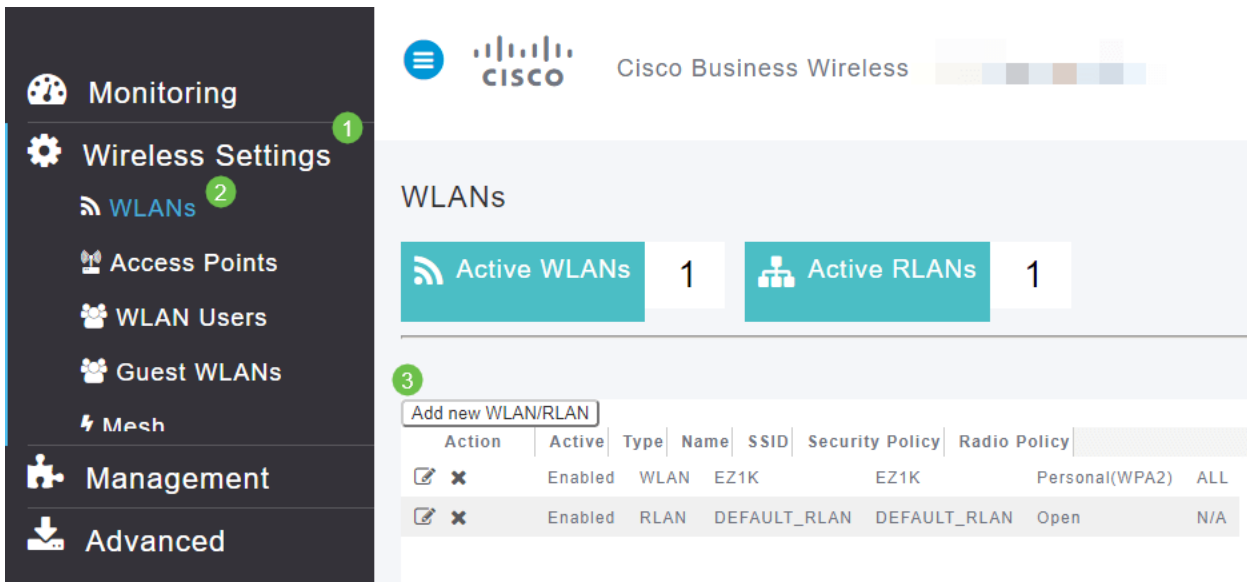 Monitoring
1
Wireless Settings
2
WLANs
Access Points
WLAN Users
Guest WLANs
Mesh
Management
Advanced
CISCO
Cisco Business Wireless
WLANs
Active WLANs 1 Active RLANs 1
3
Add new WLAN/RLAN
Action Active Type Name SSID Security Policy Radio Policy
Enabled WLAN EZ1K EZ1K Personal(WPA2) ALL
Enabled RLAN DEFAULT_RLAN DEFAULT_RLAN Open N/A